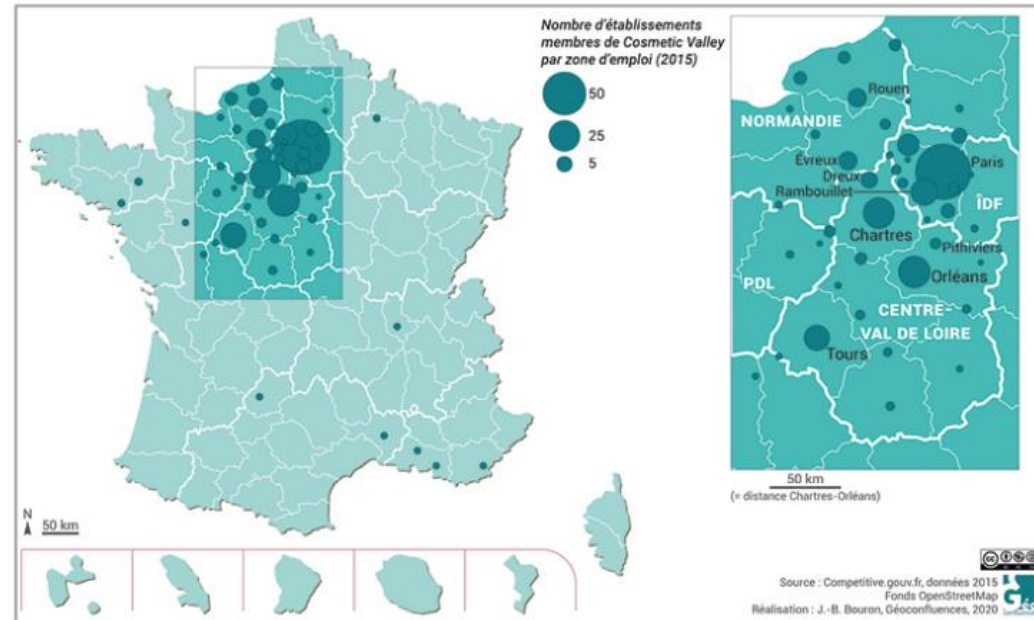 Nombre d'établissements
membres de Cosmetic Valley
par zone d'emploi (2015)
50
25
5
N
50 km
Rouen
NORMANDIE
Évreux
Dreux
Rambouillet
Paris
ÎDF
Chartres
Pithiviers
Orléans
PDL
CENTRE-
VAL DE LOIRE
Tours
50 km
(= distance Chartres-Orléans)
Source : Competitive.gouv.fr, données 2015
Fonds OpenStreetMap
Réalisation : J.-B. Bouron, Géoconfluences, 2020